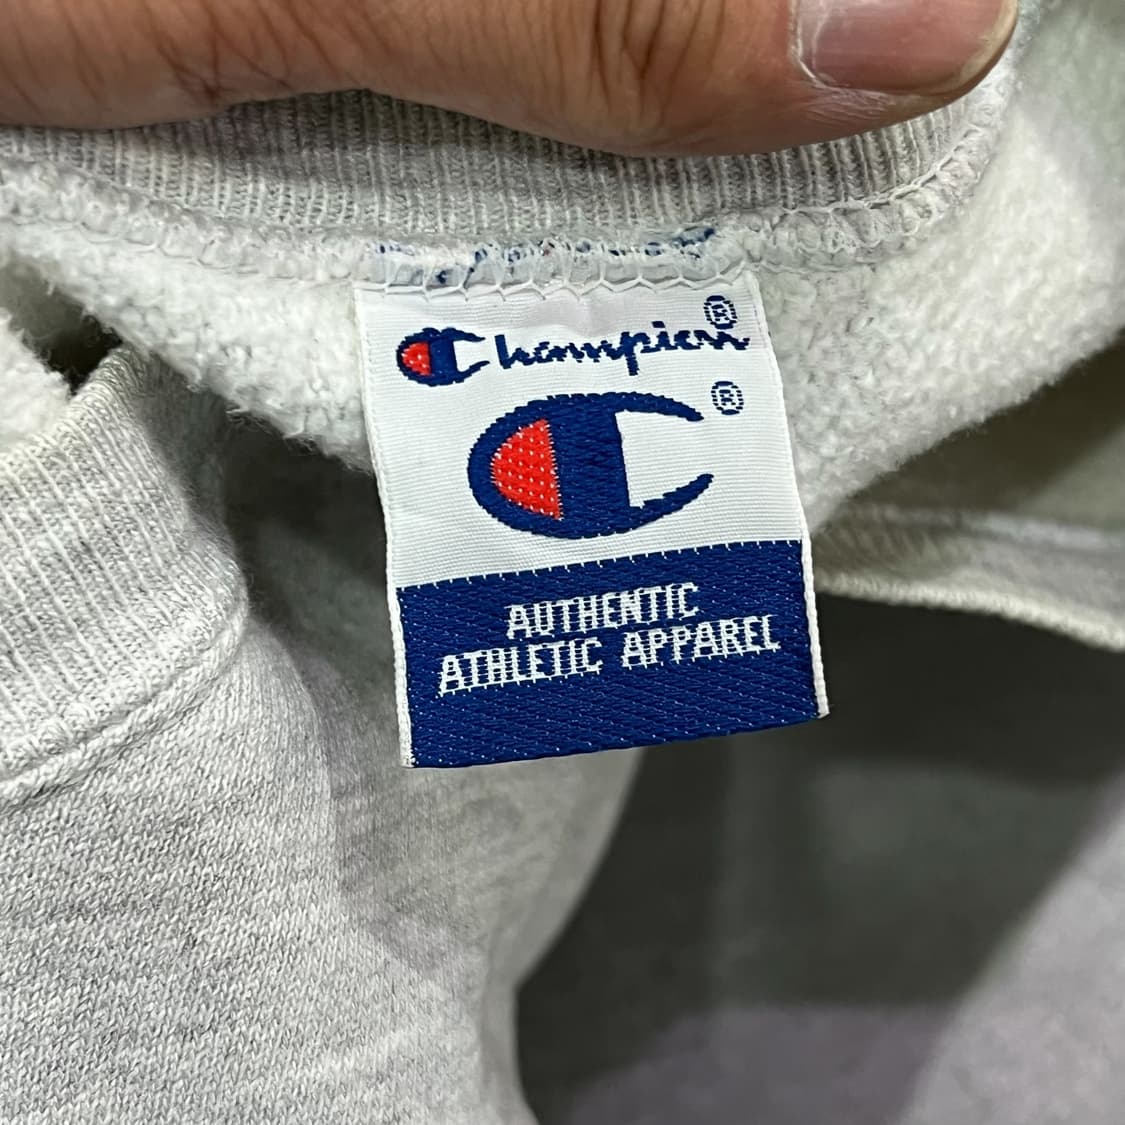 Champion®
®
AUTHENTIC
ATHLETIC APPAREL